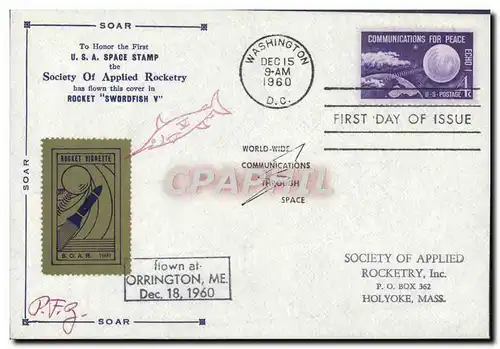 SOAR
To Honor the First
U.S.A. SPACE STAMP
the
Society Of Applied Rocketry
has flown this cover in
ROCKET "SWORDFISH V"
SOAR
ROCKET VIGNETTE
S.O.A.R. 1960
P.F.Z.
SOAR
WASHINGTON
DEC 15
9-AM
1960
D.C.
COMMUNICATIONS FOR PEACE
ECHO I
U·S·POSTAGE 4¢
FIRST DAY OF ISSUE
WORLD-WIDE
COMMUNICATIONS
THROUGH
SPACE
CPARTIII
flown at
ORRINGTON, ME.
Dec. 18, 1960
SOCIETY OF APPLIED
ROCKETRY, Inc.
P. O. BOX 362
HOLYOKE, MASS.